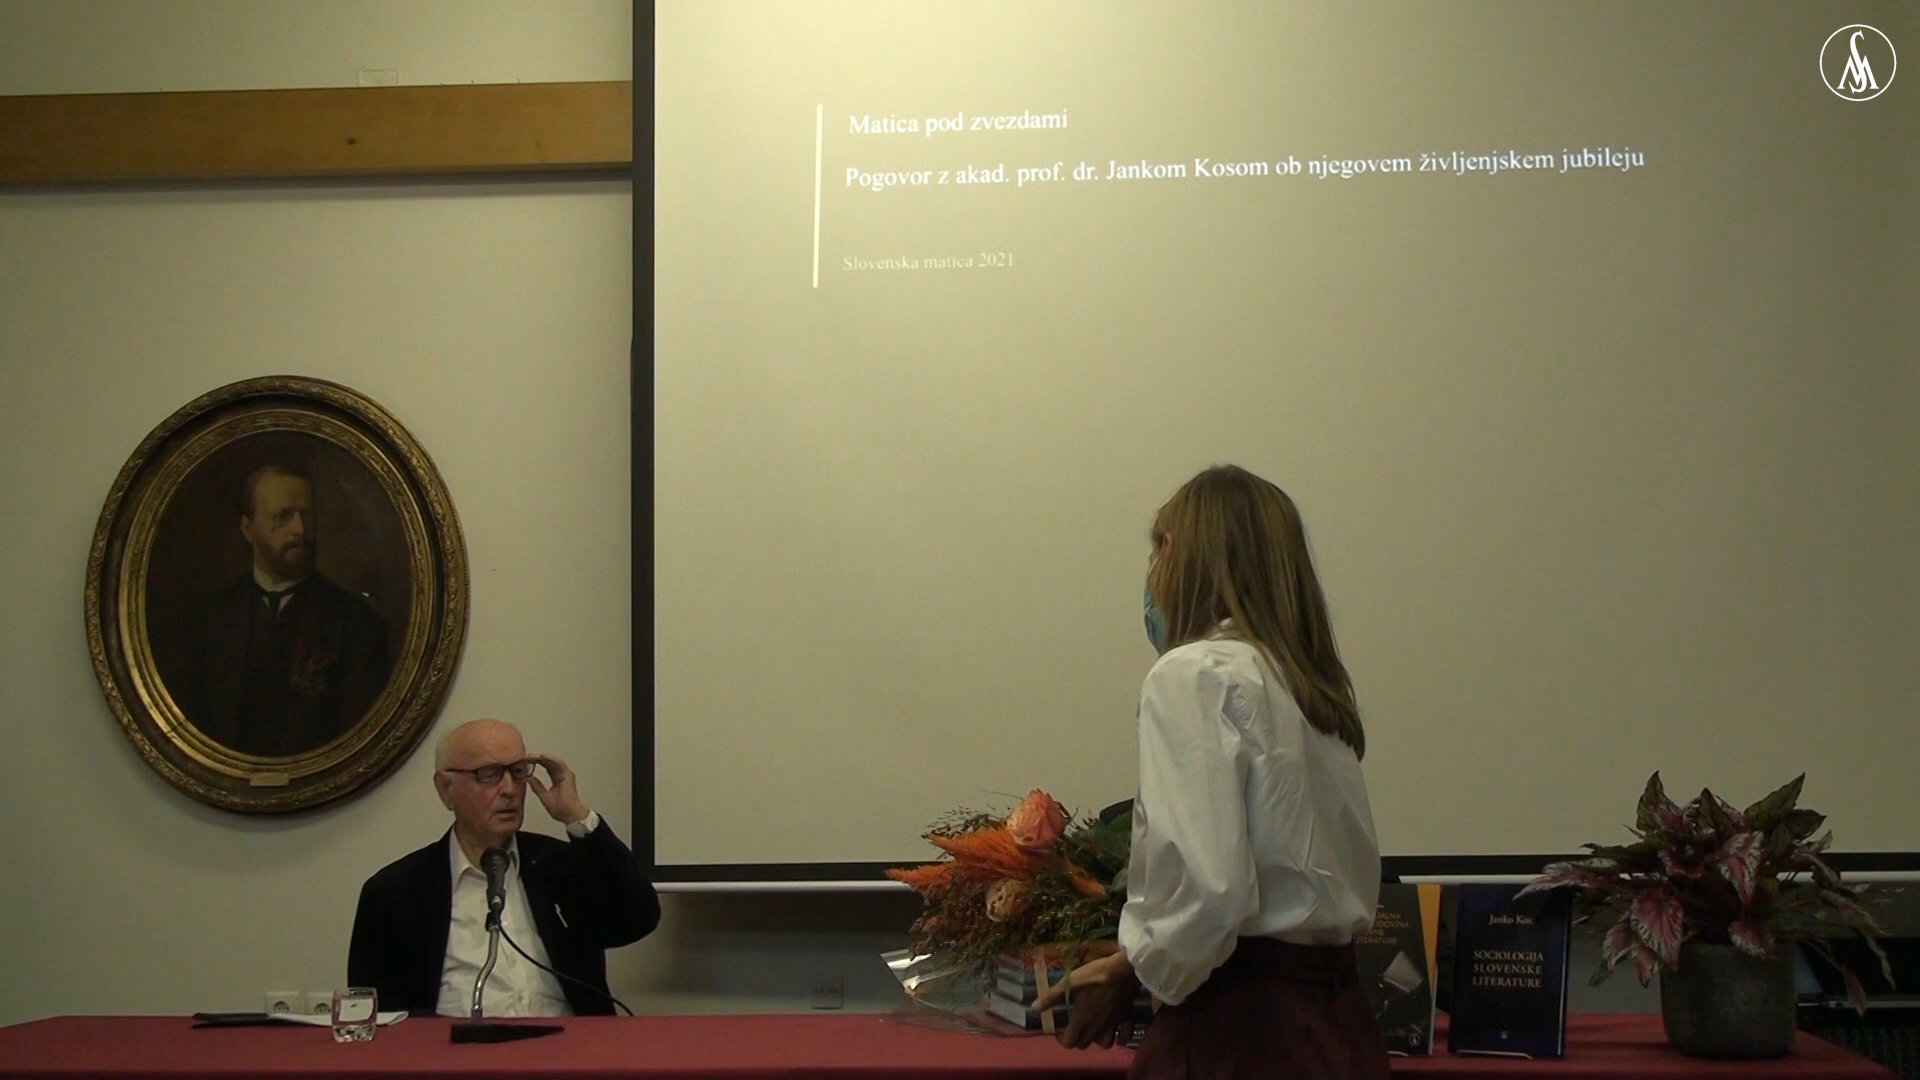 Matica pod zvezdami
Pogovor z akad. prof. dr. Jankom Kosom ob njegovem življenjskem jubileju
Slovenska matica 2021
Janko Kos
SOCIOLOGIJA
SLOVENSKE
LITERATURE